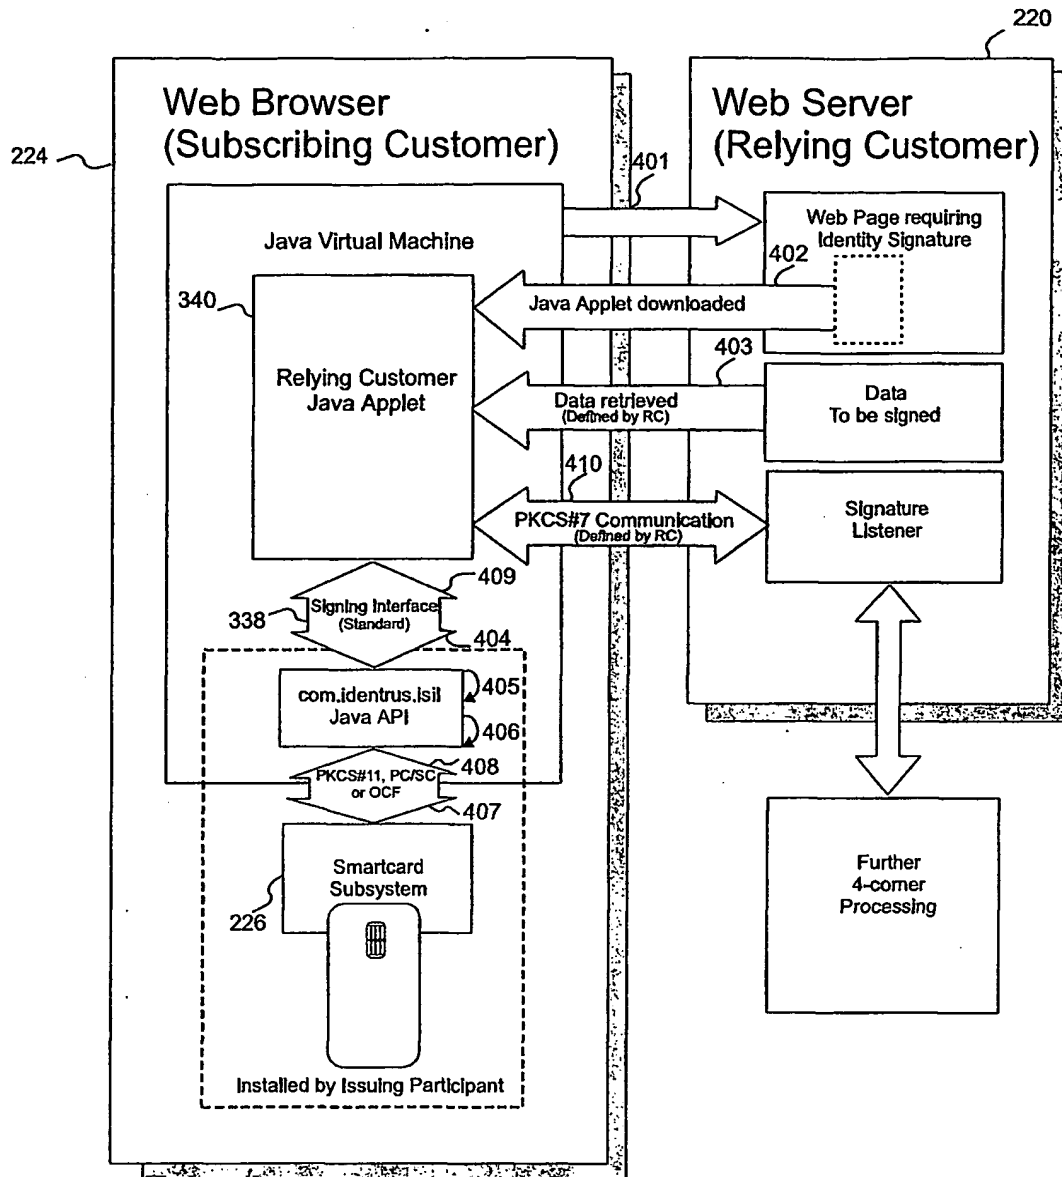 220
Web Browser
(Subscribing Customer)
Web Server
(Relying Customer)
224
401
Java Virtual Machine
Web Page requiring
Identity Signature
402
340
Java Applet downloaded
403
Relying Customer
Java Applet
Data retrieved
(Defined by RC)
Data
To be signed
410
PKCS#7 Communication
(Defined by RC)
Signature
Listener
409
338
Signing Interface
(Standard)
404
com.identrus.lsil
Java API
405
406
408
PKCS#11, PC/SC
or OCF
407
Smartcard
Subsystem
226
Further
4-corner
Processing
Installed by Issuing Participant